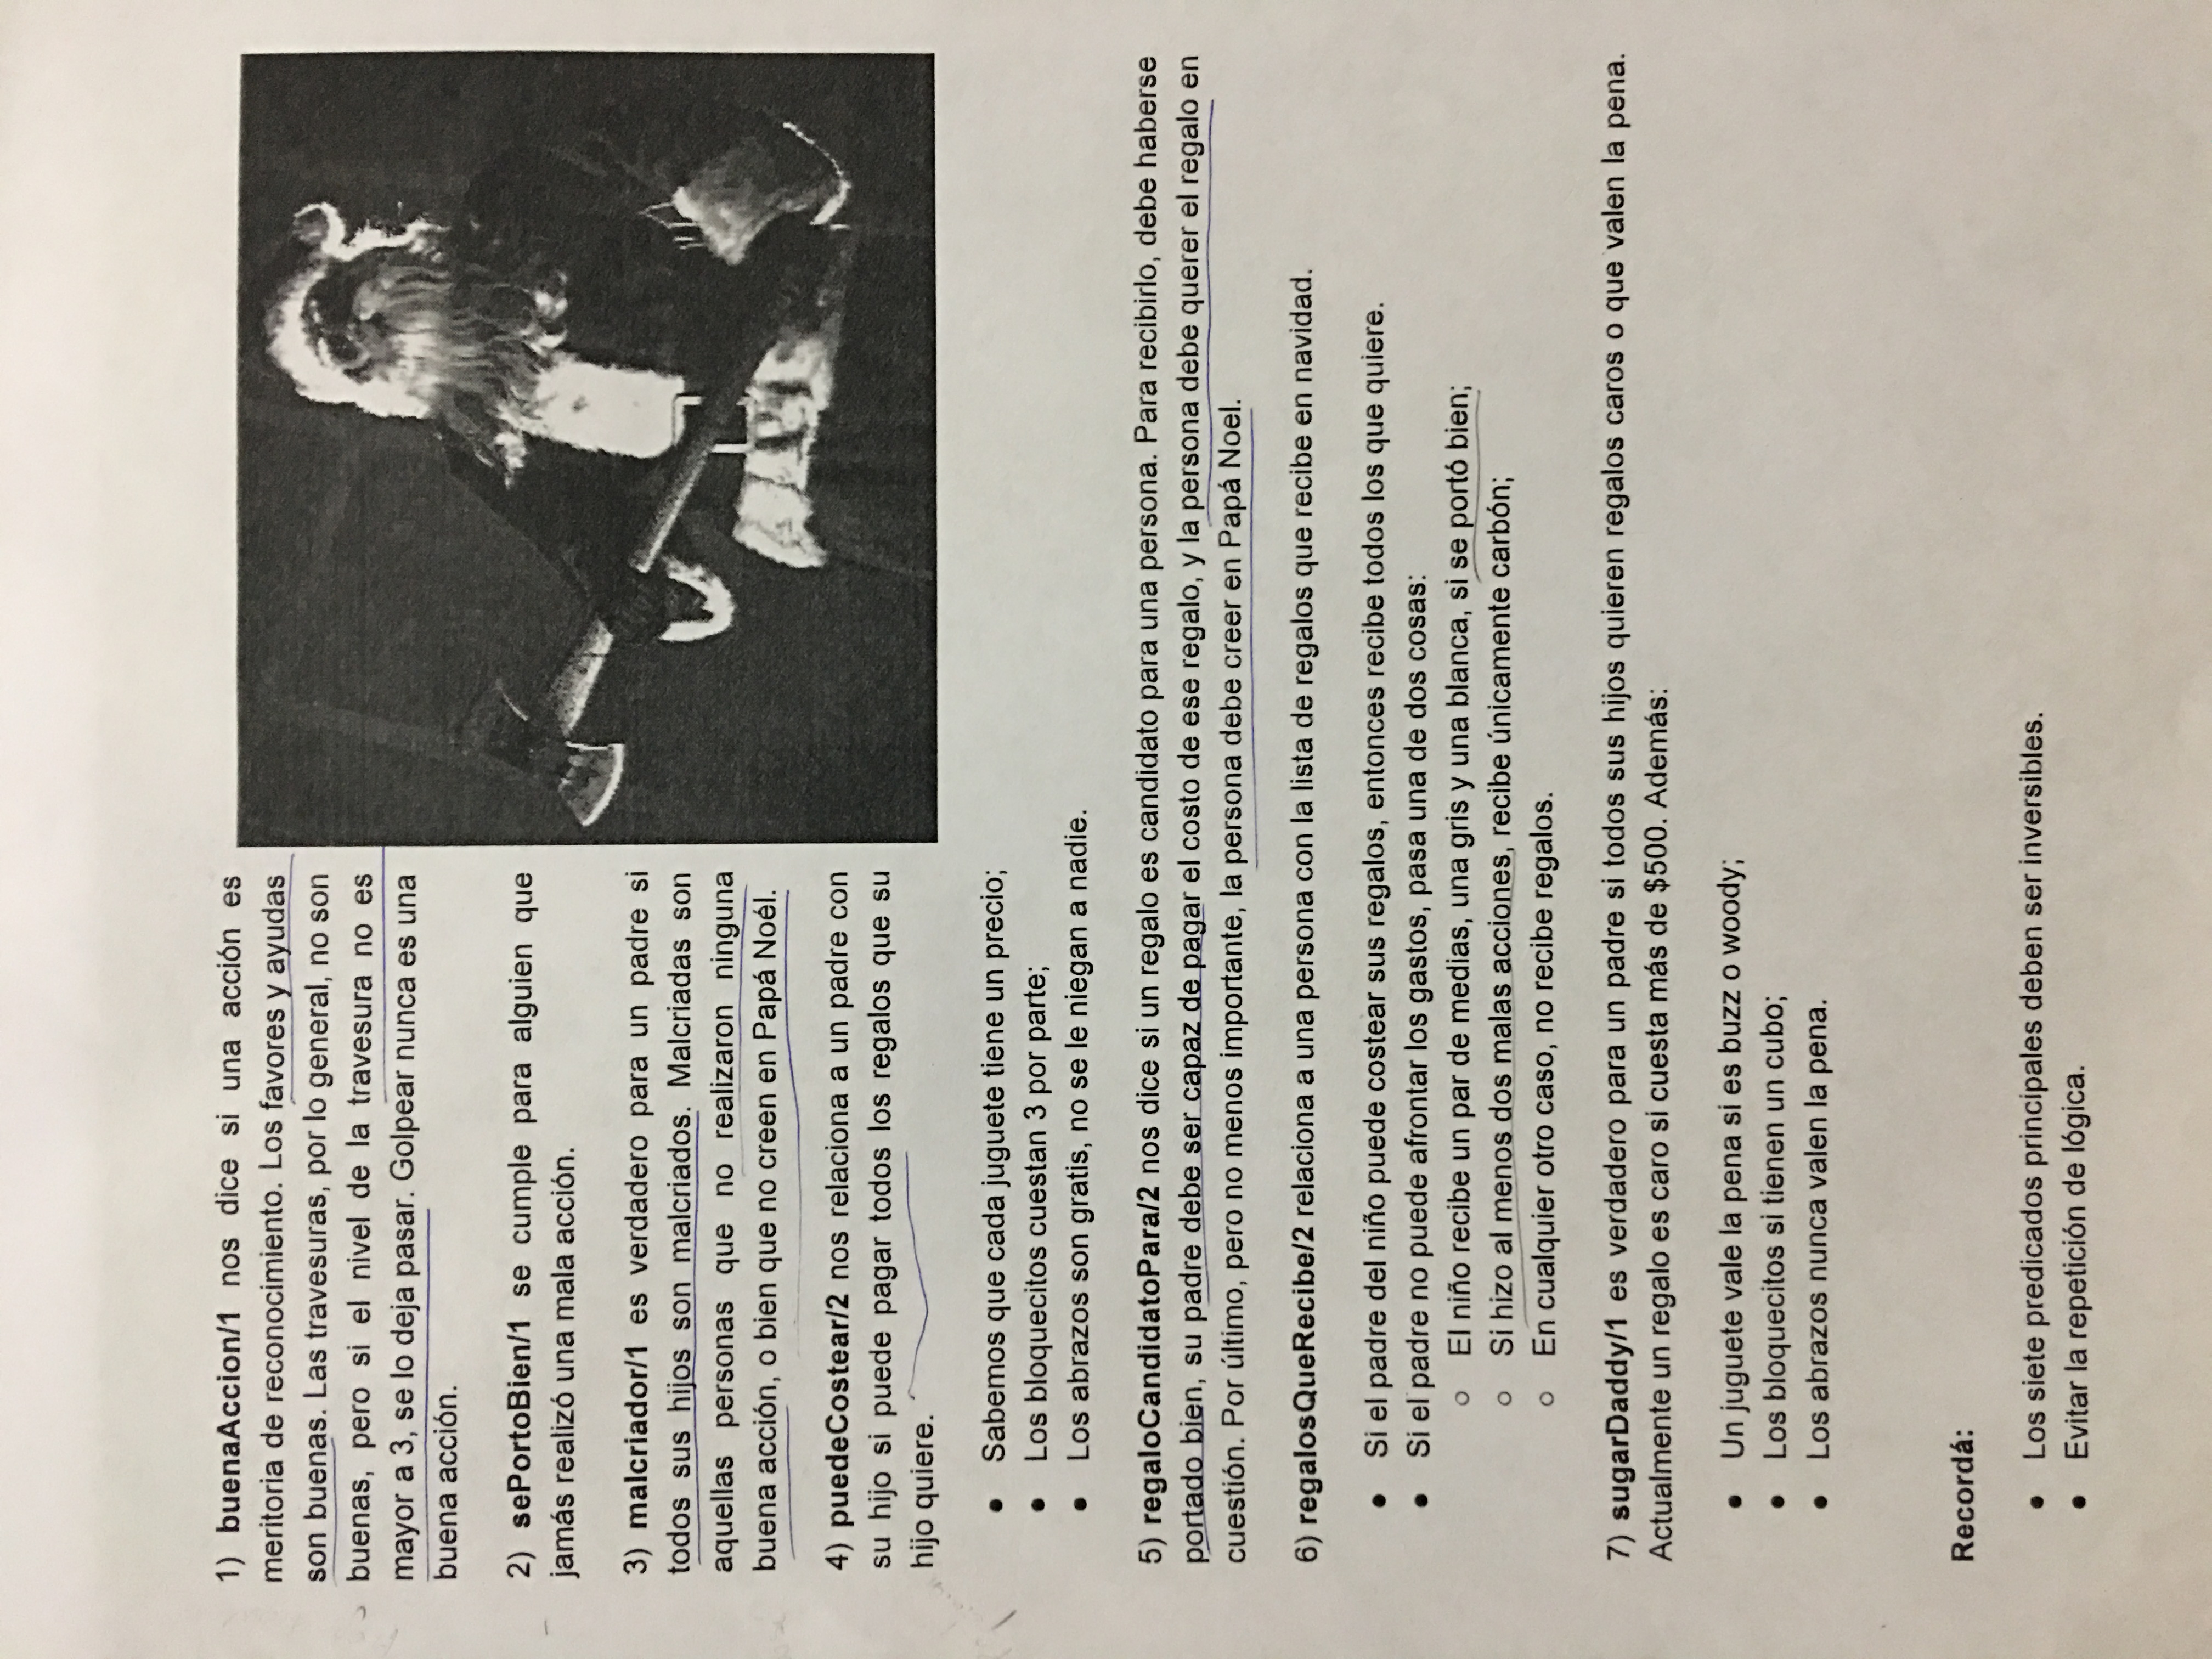 1) buenaAccion/1 nos dice si una acción es
meritoria de reconocimiento. Los favores y ayudas
son buenas. Las travesuras, por lo general, no son
buenas, pero si el nivel de la travesura no es
mayor a 3, se lo deja pasar. Golpear nunca es una
buena acción.
2) sePortoBien/1 se cumple para alguien que
jamás realizó una mala acción.
3) malcriador/1 es verdadero para un padre si
todos sus hijos son malcriados. Malcriadas son
aquellas personas que no realizaron ninguna
buena acción, o bien que no creen en Papá Noél.
4) puedeCostear/2 nos relaciona a un padre con
su hijo si puede pagar todos los regalos que su
hijo quiere.
● Sabemos que cada juguete tiene un precio;
● Los bloquecitos cuestan 3 por parte;
● Los abrazos son gratis, no se le niegan a nadie.
5) regaloCandidatoPara/2 nos dice si un regalo es candidato para una persona. Para recibirlo, debe haberse
portado bien, su padre debe ser capaz de pagar el costo de ese regalo, y la persona debe querer el regalo en
cuestión. Por último, pero no menos importante, la persona debe creer en Papá Noel.
6) regalosQueRecibe/2 relaciona a una persona con la lista de regalos que recibe en navidad.
● Si el padre del niño puede costear sus regalos, entonces recibe todos los que quiere.
● Si el padre no puede afrontar los gastos, pasa una de dos cosas:
○ El niño recibe un par de medias, una gris y una blanca, si se portó bien;
○ Si hizo al menos dos malas acciones, recibe únicamente carbón;
○ En cualquier otro caso, no recibe regalos.
7) sugarDaddy/1 es verdadero para un padre si todos sus hijos quieren regalos caros o que valen la pena.
Actualmente un regalo es caro si cuesta más de $500. Además:
● Un juguete vale la pena si es buzz o woody;
● Los bloquecitos si tienen un cubo;
● Los abrazos nunca valen la pena.
Recordá:
● Los siete predicados principales deben ser inversibles.
● Evitar la repetición de lógica.